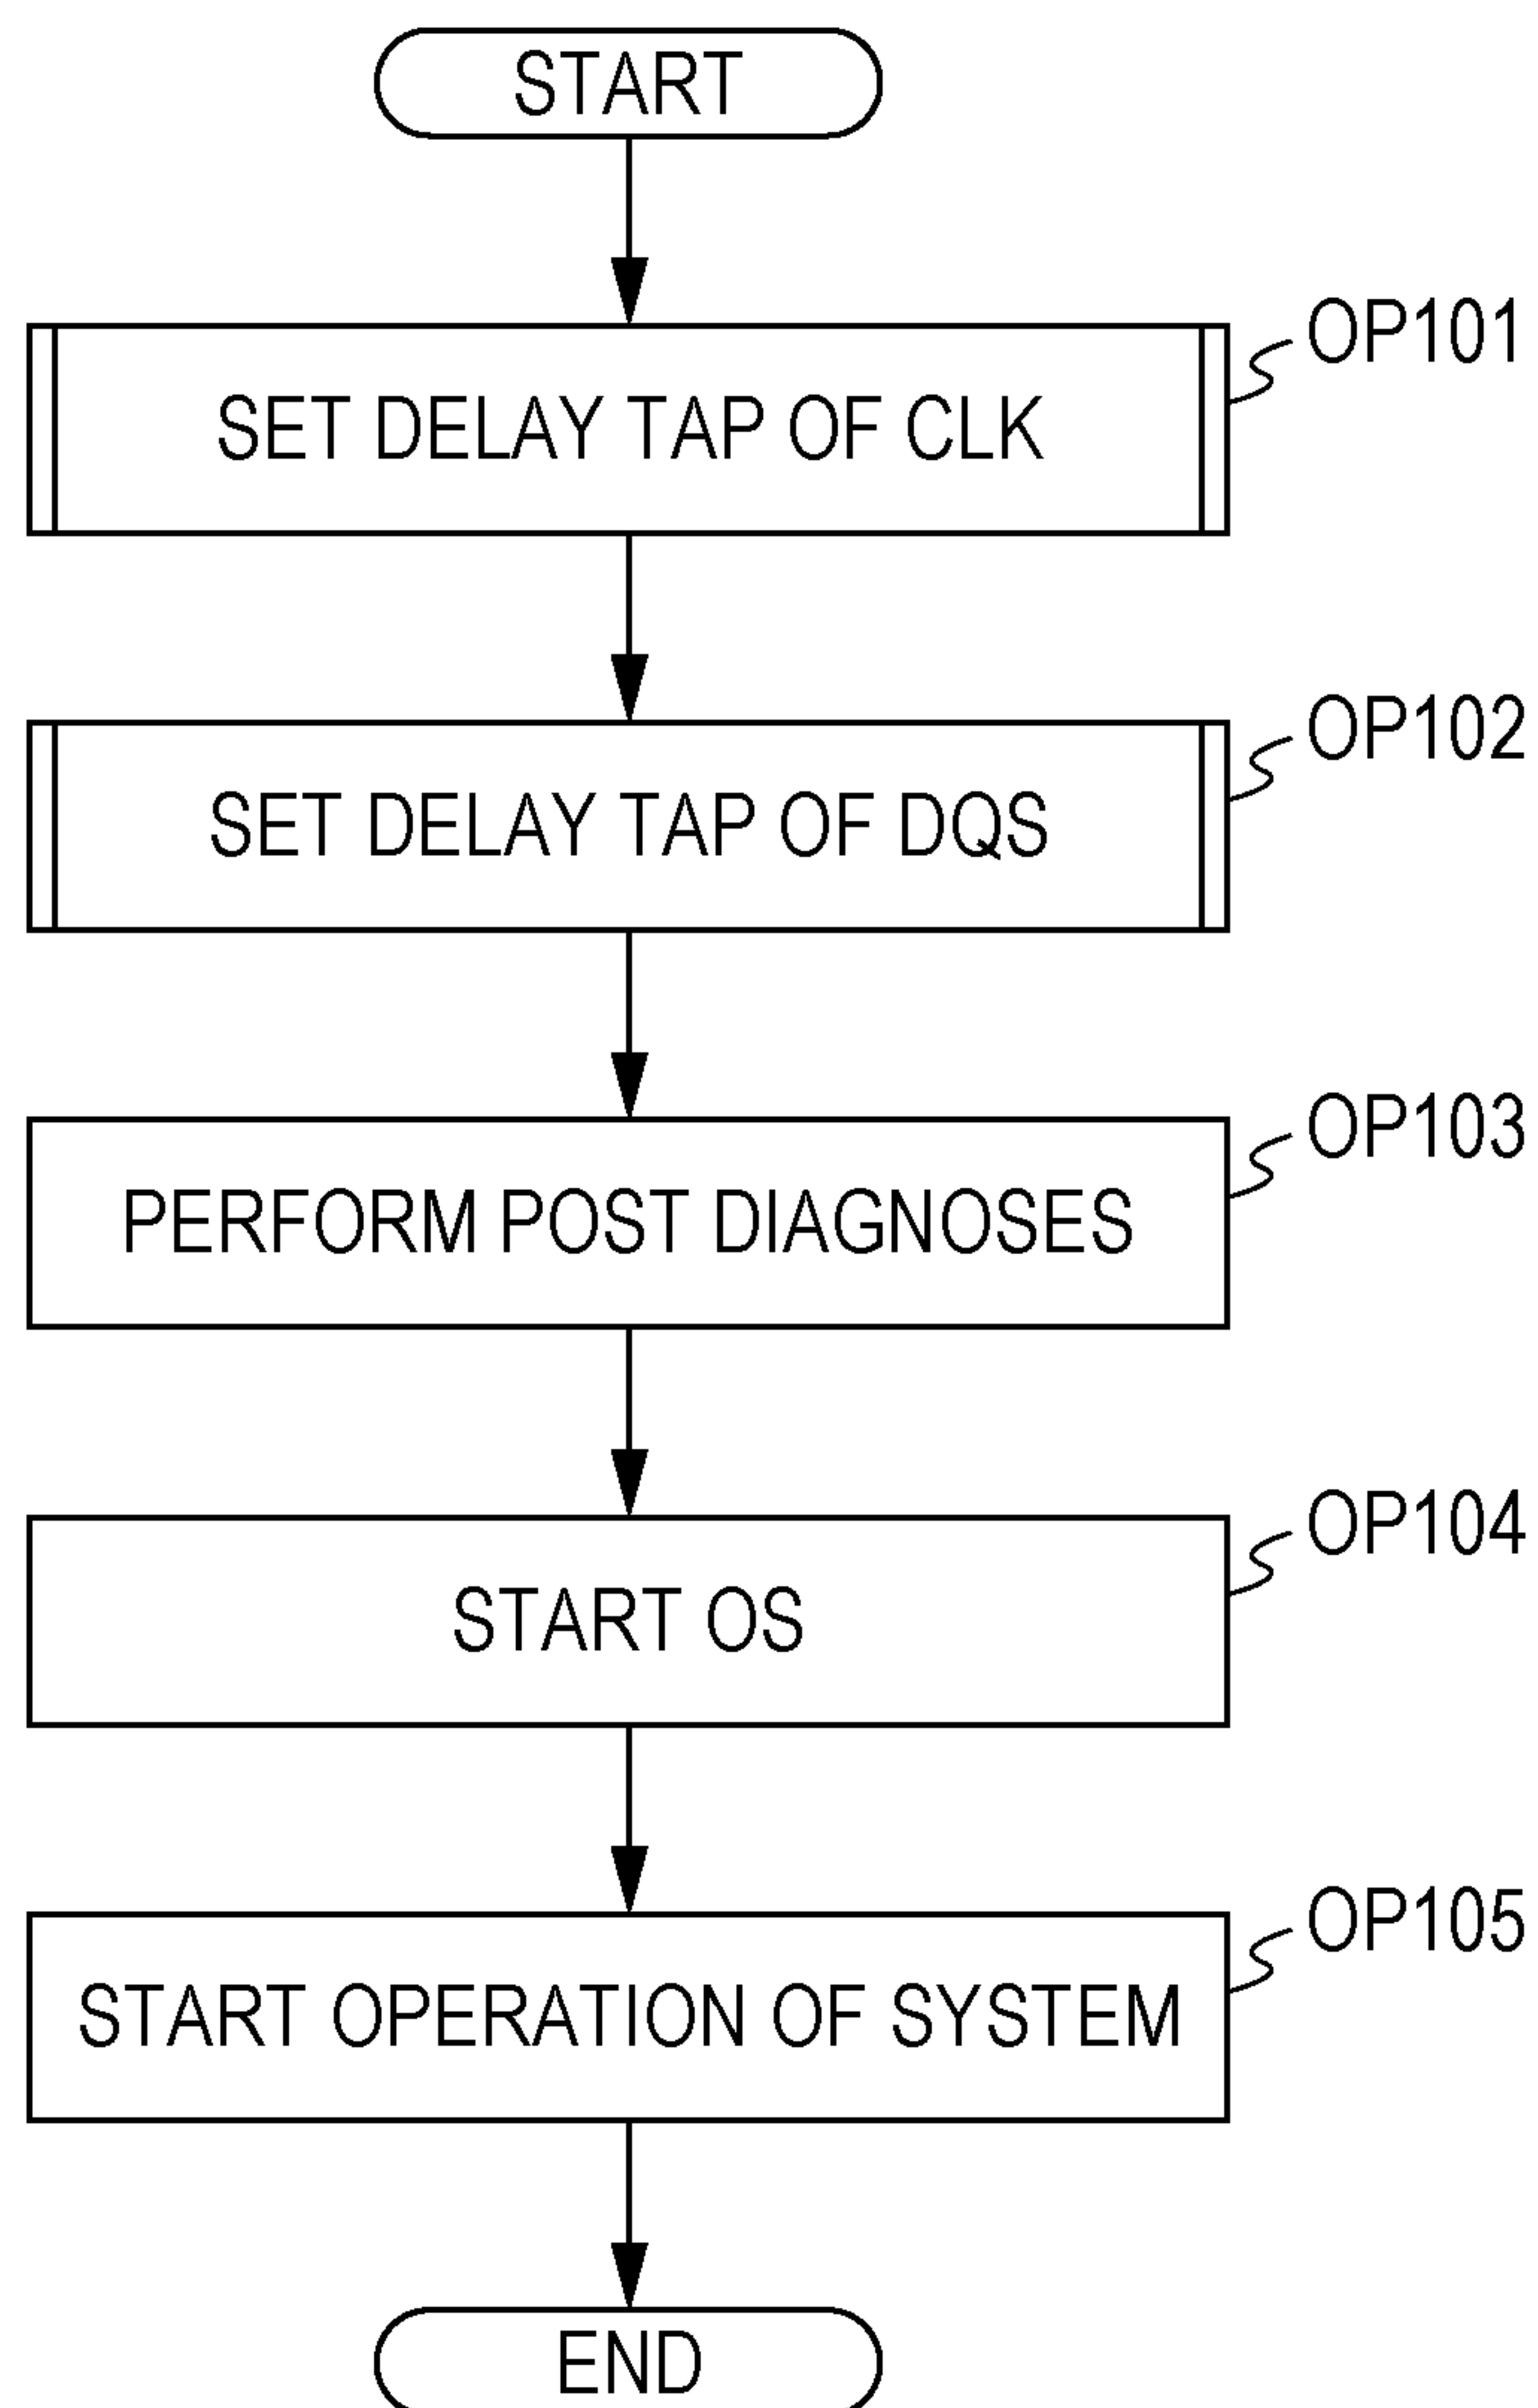 START
OP101
SET DELAY TAP OF CLK
OP102
SET DELAY TAP OF DQS
OP103
PERFORM POST DIAGNOSES
OP104
START OS
OP105
START OPERATION OF SYSTEM
END